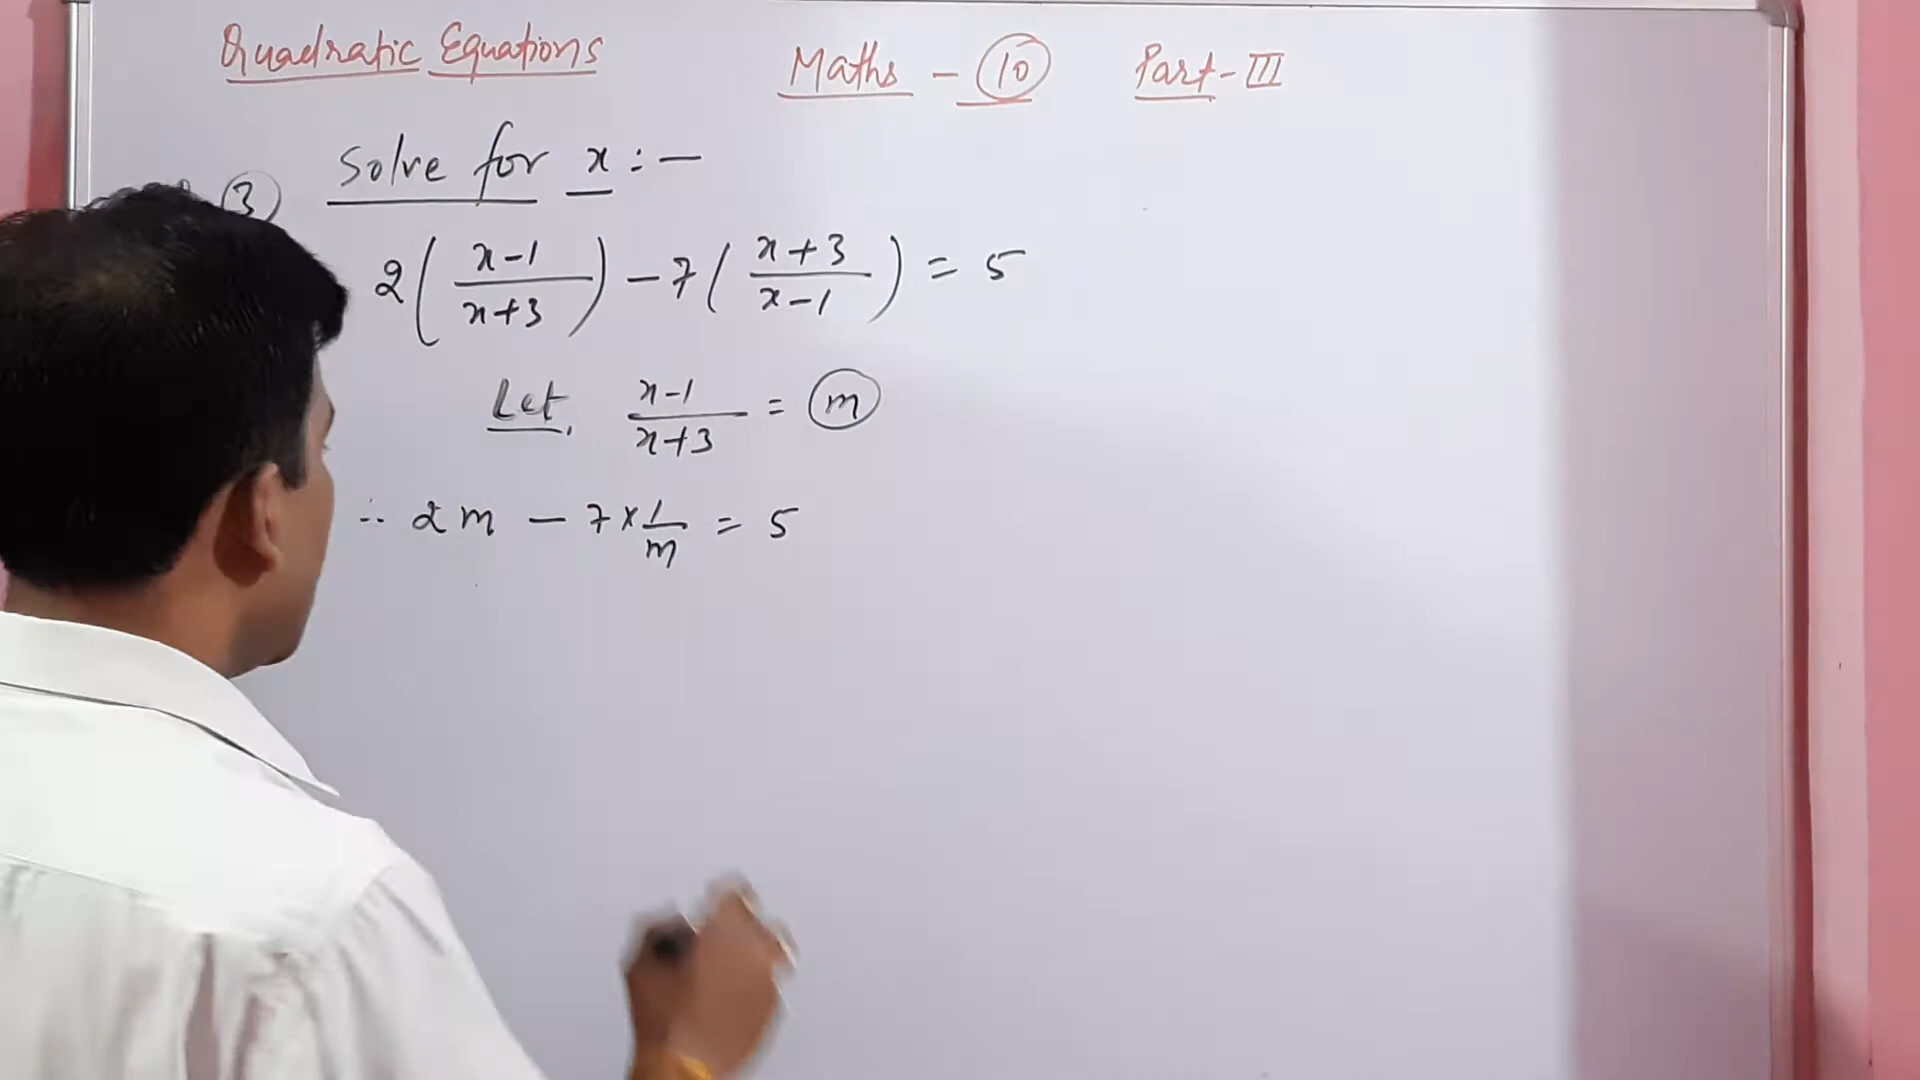 Quadratic Equations Maths - 10 Part-III
3 Solve for x : —
2 ( x-1 / x+3 ) - 7 ( x+3 / x-1 ) = 5
Let, x-1 / x+3 = m
∴ 2m - 7 × 1/m = 5